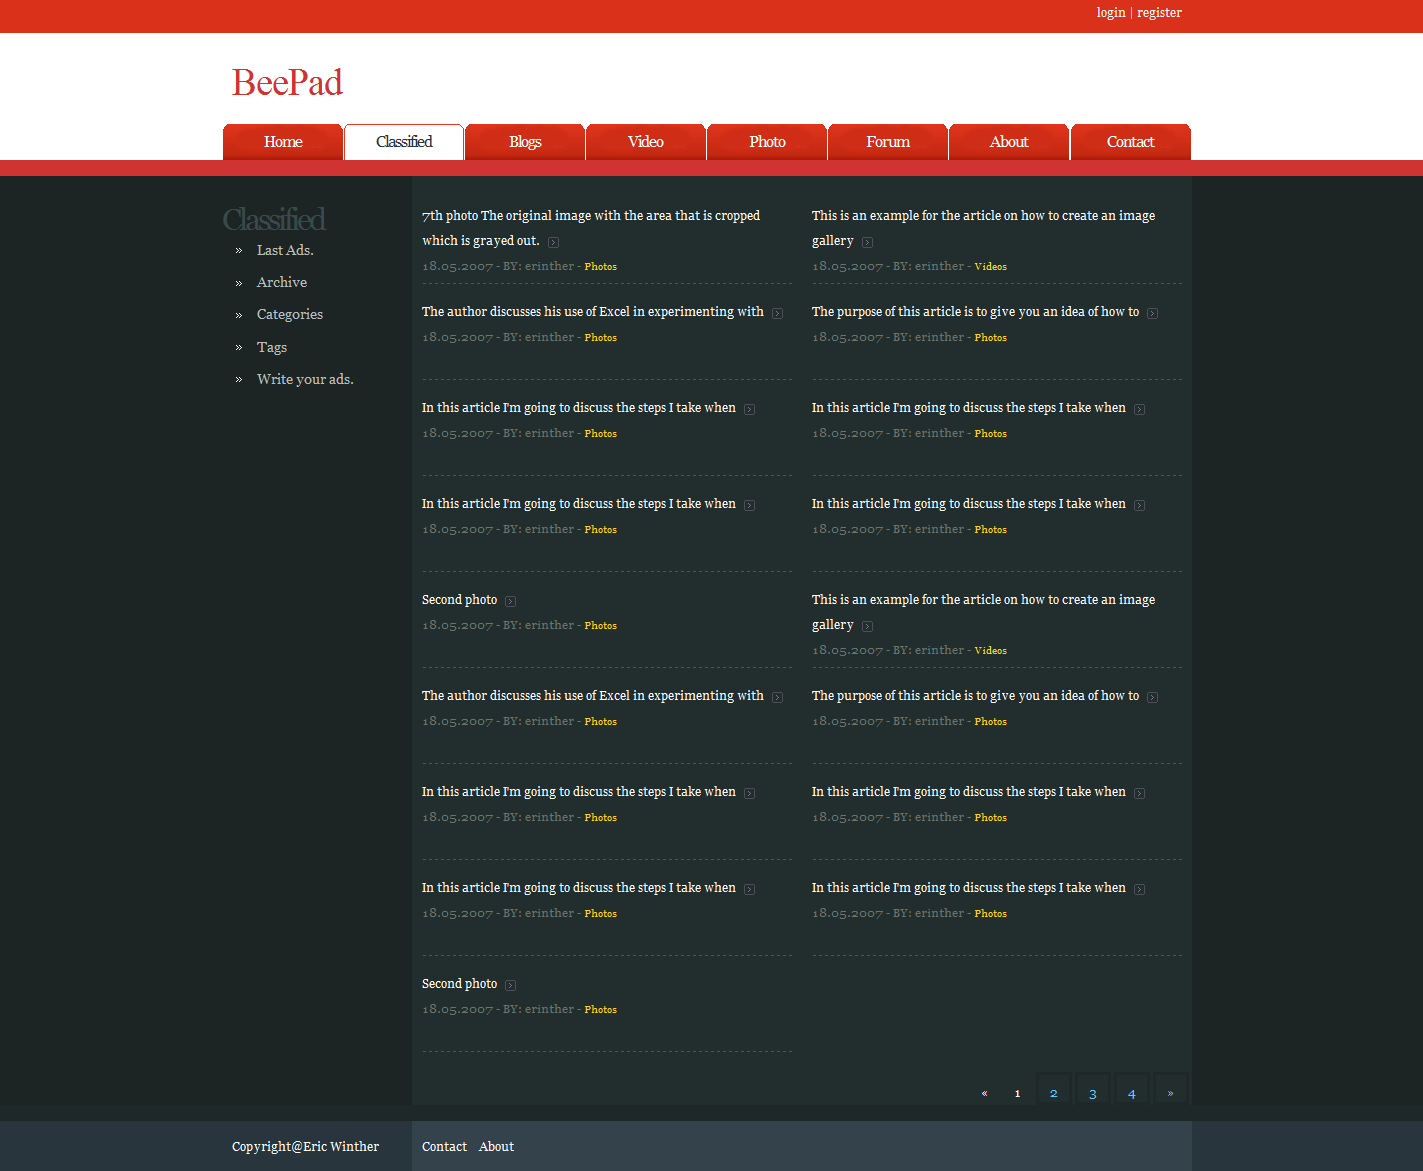 login | register
BeePad
Home
Classified
Blogs
Video
Photo
Forum
About
Contact
Classified
» Last Ads.
» Archive
» Categories
» Tags
» Write your ads.
7th photo The original image with the area that is cropped
which is grayed out.
18.05.2007 - BY: erinther - Photos
This is an example for the article on how to create an image
gallery
18.05.2007 - BY: erinther - Videos
The author discusses his use of Excel in experimenting with
18.05.2007 - BY: erinther - Photos
The purpose of this article is to give you an idea of how to
18.05.2007 - BY: erinther - Photos
In this article I'm going to discuss the steps I take when
18.05.2007 - BY: erinther - Photos
In this article I'm going to discuss the steps I take when
18.05.2007 - BY: erinther - Photos
In this article I'm going to discuss the steps I take when
18.05.2007 - BY: erinther - Photos
In this article I'm going to discuss the steps I take when
18.05.2007 - BY: erinther - Photos
Second photo
18.05.2007 - BY: erinther - Photos
This is an example for the article on how to create an image
gallery
18.05.2007 - BY: erinther - Videos
The author discusses his use of Excel in experimenting with
18.05.2007 - BY: erinther - Photos
The purpose of this article is to give you an idea of how to
18.05.2007 - BY: erinther - Photos
In this article I'm going to discuss the steps I take when
18.05.2007 - BY: erinther - Photos
In this article I'm going to discuss the steps I take when
18.05.2007 - BY: erinther - Photos
In this article I'm going to discuss the steps I take when
18.05.2007 - BY: erinther - Photos
In this article I'm going to discuss the steps I take when
18.05.2007 - BY: erinther - Photos
Second photo
18.05.2007 - BY: erinther - Photos
« 1 2 3 4 »
Copyright@Eric Winther
Contact About